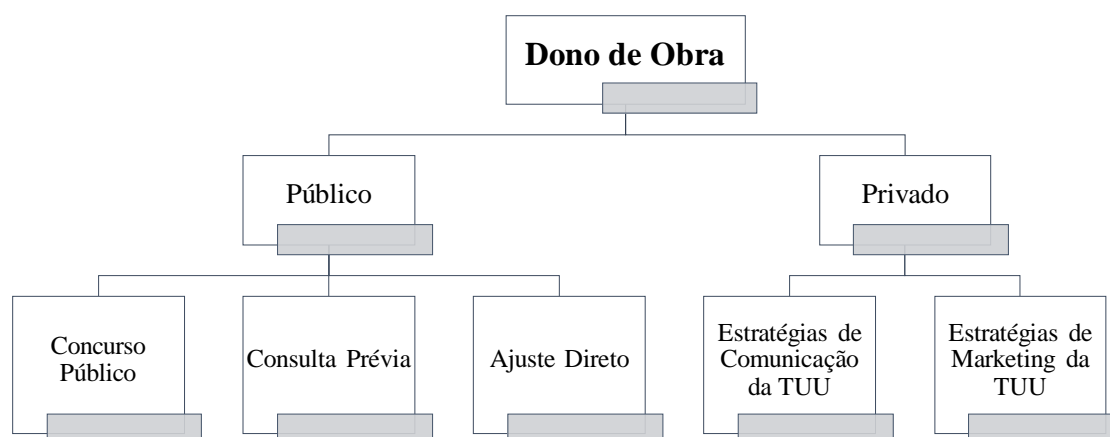 Dono de Obra
Público
Privado
Concurso
Público
Consulta Prévia
Ajuste Direto
Estratégias de
Comunicação
da TUU
Estratégias de
Marketing da
TUU